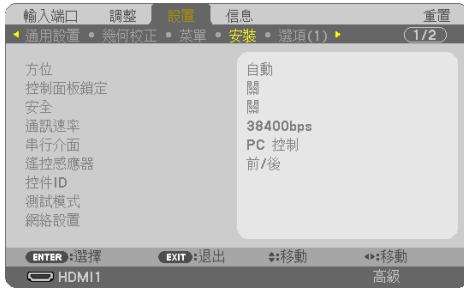 輸入端口 調整 設置 信息 重置
通用設置 • 幾何校正 • 菜單 • 安裝 • 選項(1) (1/2)
方位 自動
控制面板鎖定 關
安全 關
通訊速率 38400bps
串行介面 PC 控制
遙控感應器 前/後
控件ID
測試模式
網絡設置
ENTER:選擇 EXIT:退出 :移動 :移動
HDMI1 高級